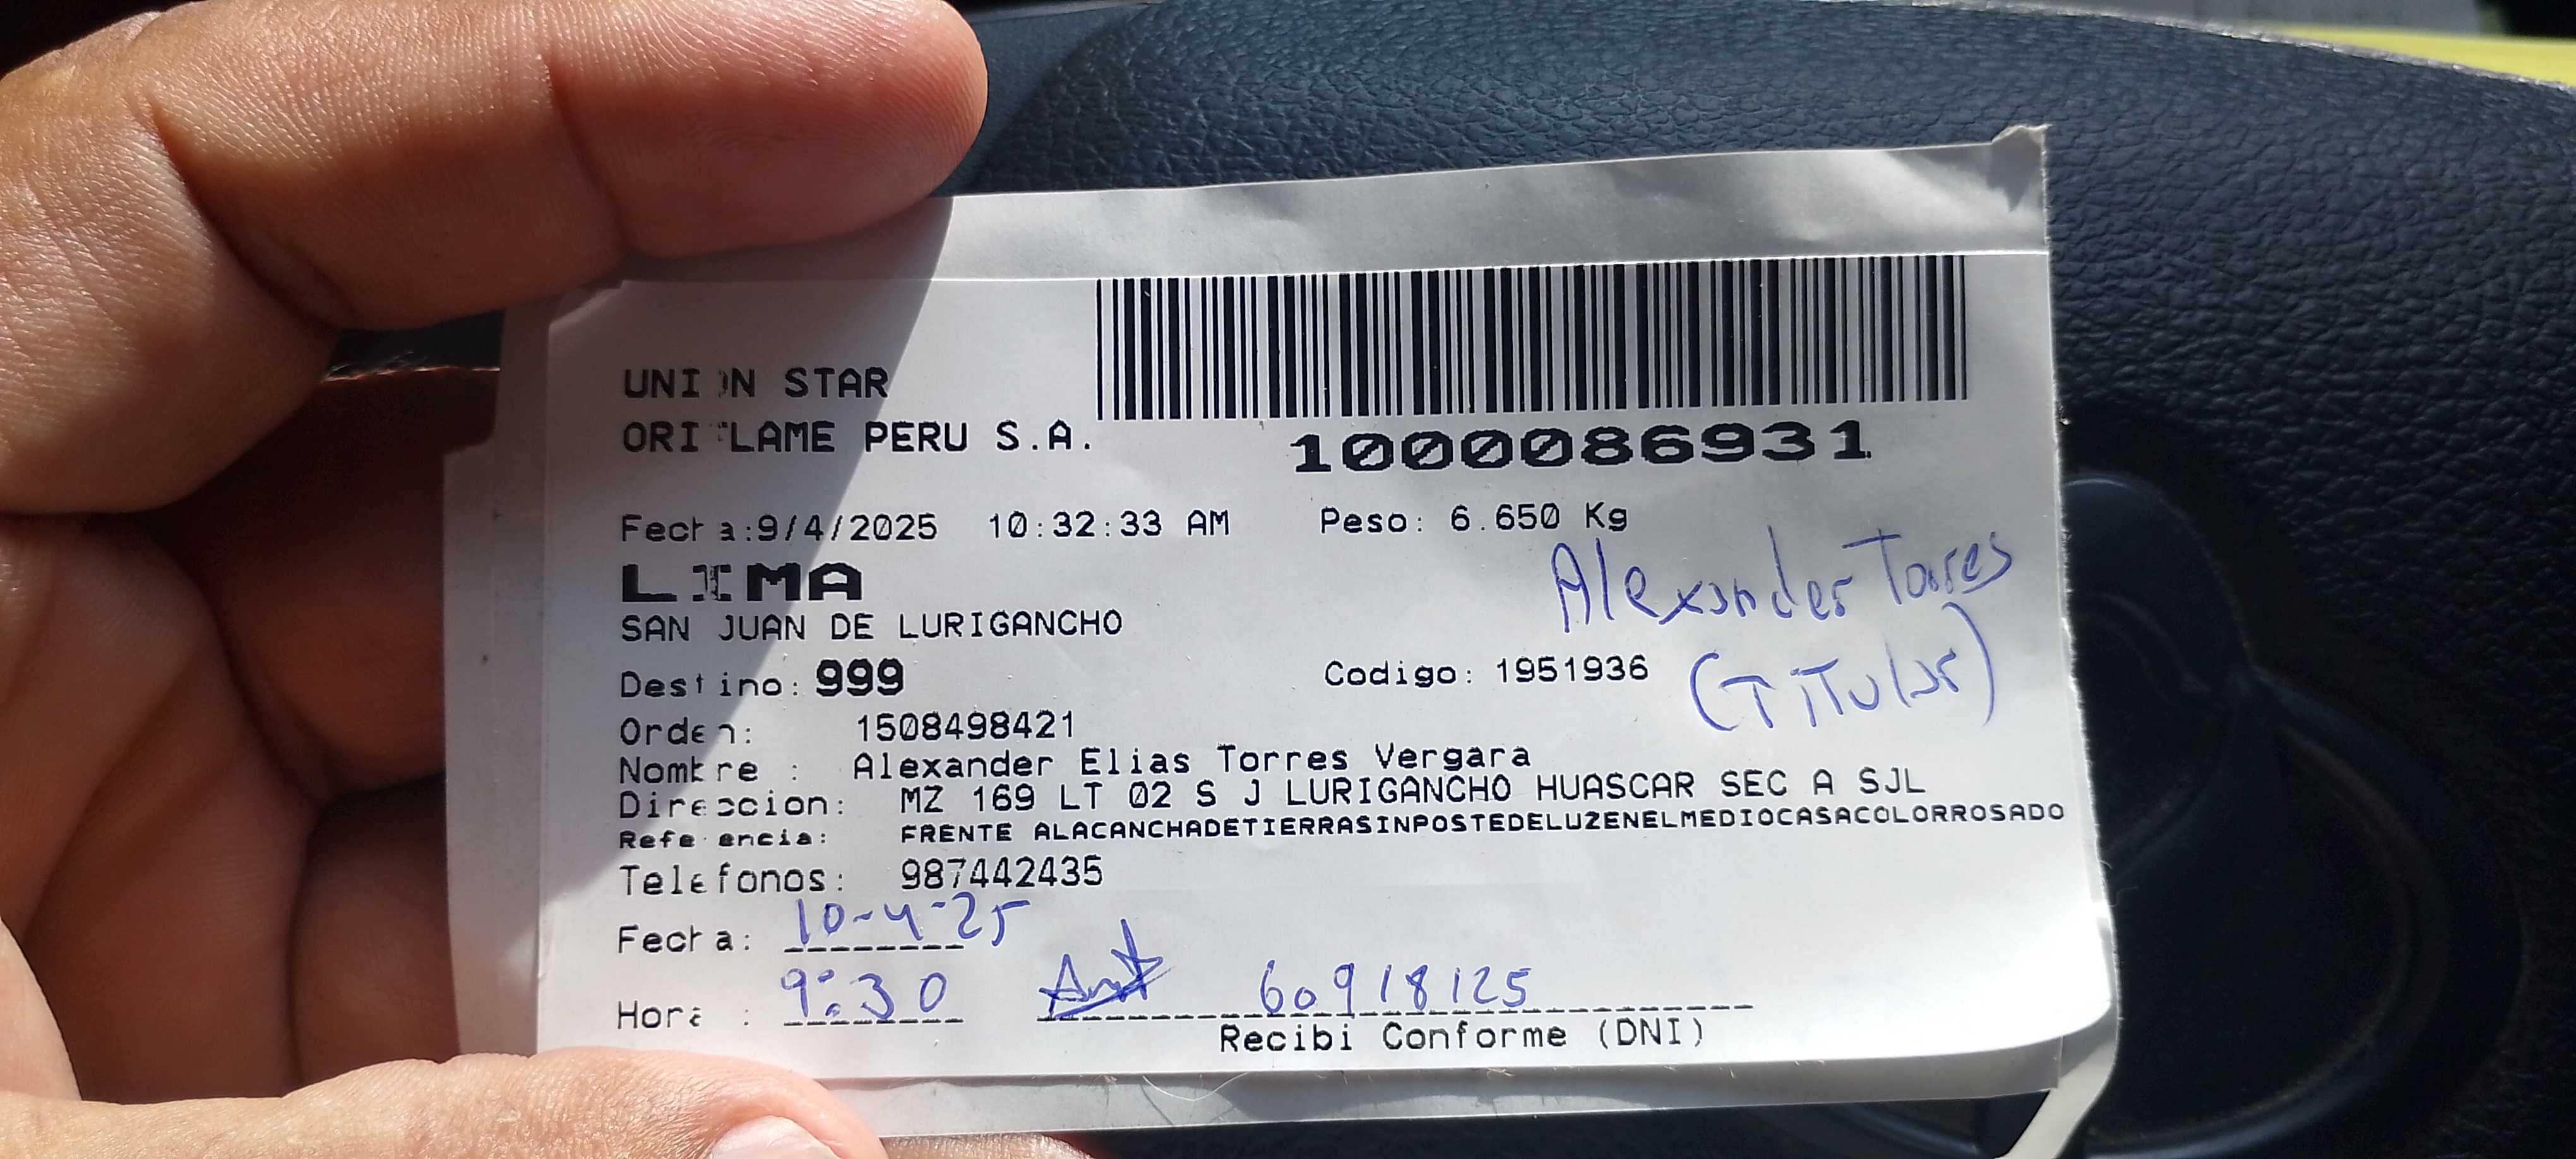 UNION STAR
ORIFLAME PERU S.A.
1000086931
Fecha:9/4/2025 10:32:33 AM Peso: 6.650 Kg
LIMA
SAN JUAN DE LURIGANCHO
Alexander Torres
(TITular)
Destino: 999 Codigo: 1951936
Orden: 1508498421
Nombre : Alexander Elias Torres Vergara
Direccion: MZ 169 LT 02 S J LURIGANCHO HUASCAR SEC A SJL
Referencia: FRENTE ALACANCHADETIERRASINPOSTEDELUZENELMEDIOCASACOLORROSADO
Telefonos: 987442435
Fecha: 10-4-25
Hora : 9:30 60918125
Recibi Conforme (DNI)